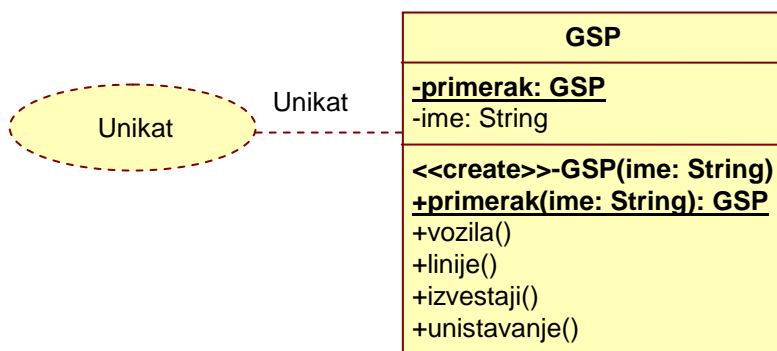 Unikat
Unikat
GSP
-primerak: GSP
-ime: String
<<create>>-GSP(ime: String)
+primerak(ime: String): GSP
+vozila()
+linije()
+izvestaji()
+unistavanje()